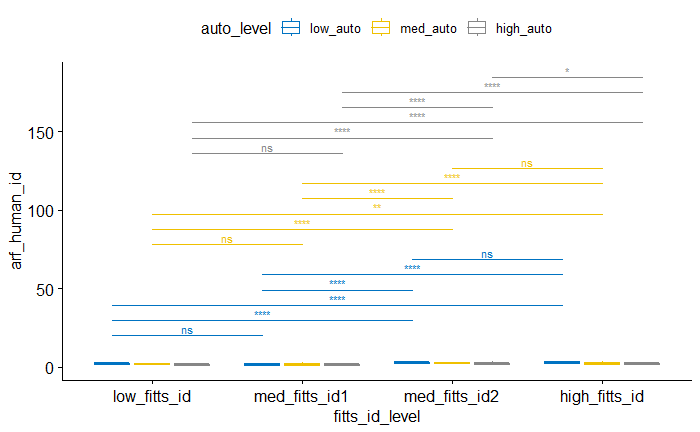 auto_level low_auto med_auto high_auto
*
****
****
****
150
****
ns
ns
****
****
**
100
****
ns
ns
****
****
50
****
****
ns
0
arf_human_id
low_fitts_id med_fitts_id1 med_fitts_id2 high_fitts_id
fitts_id_level